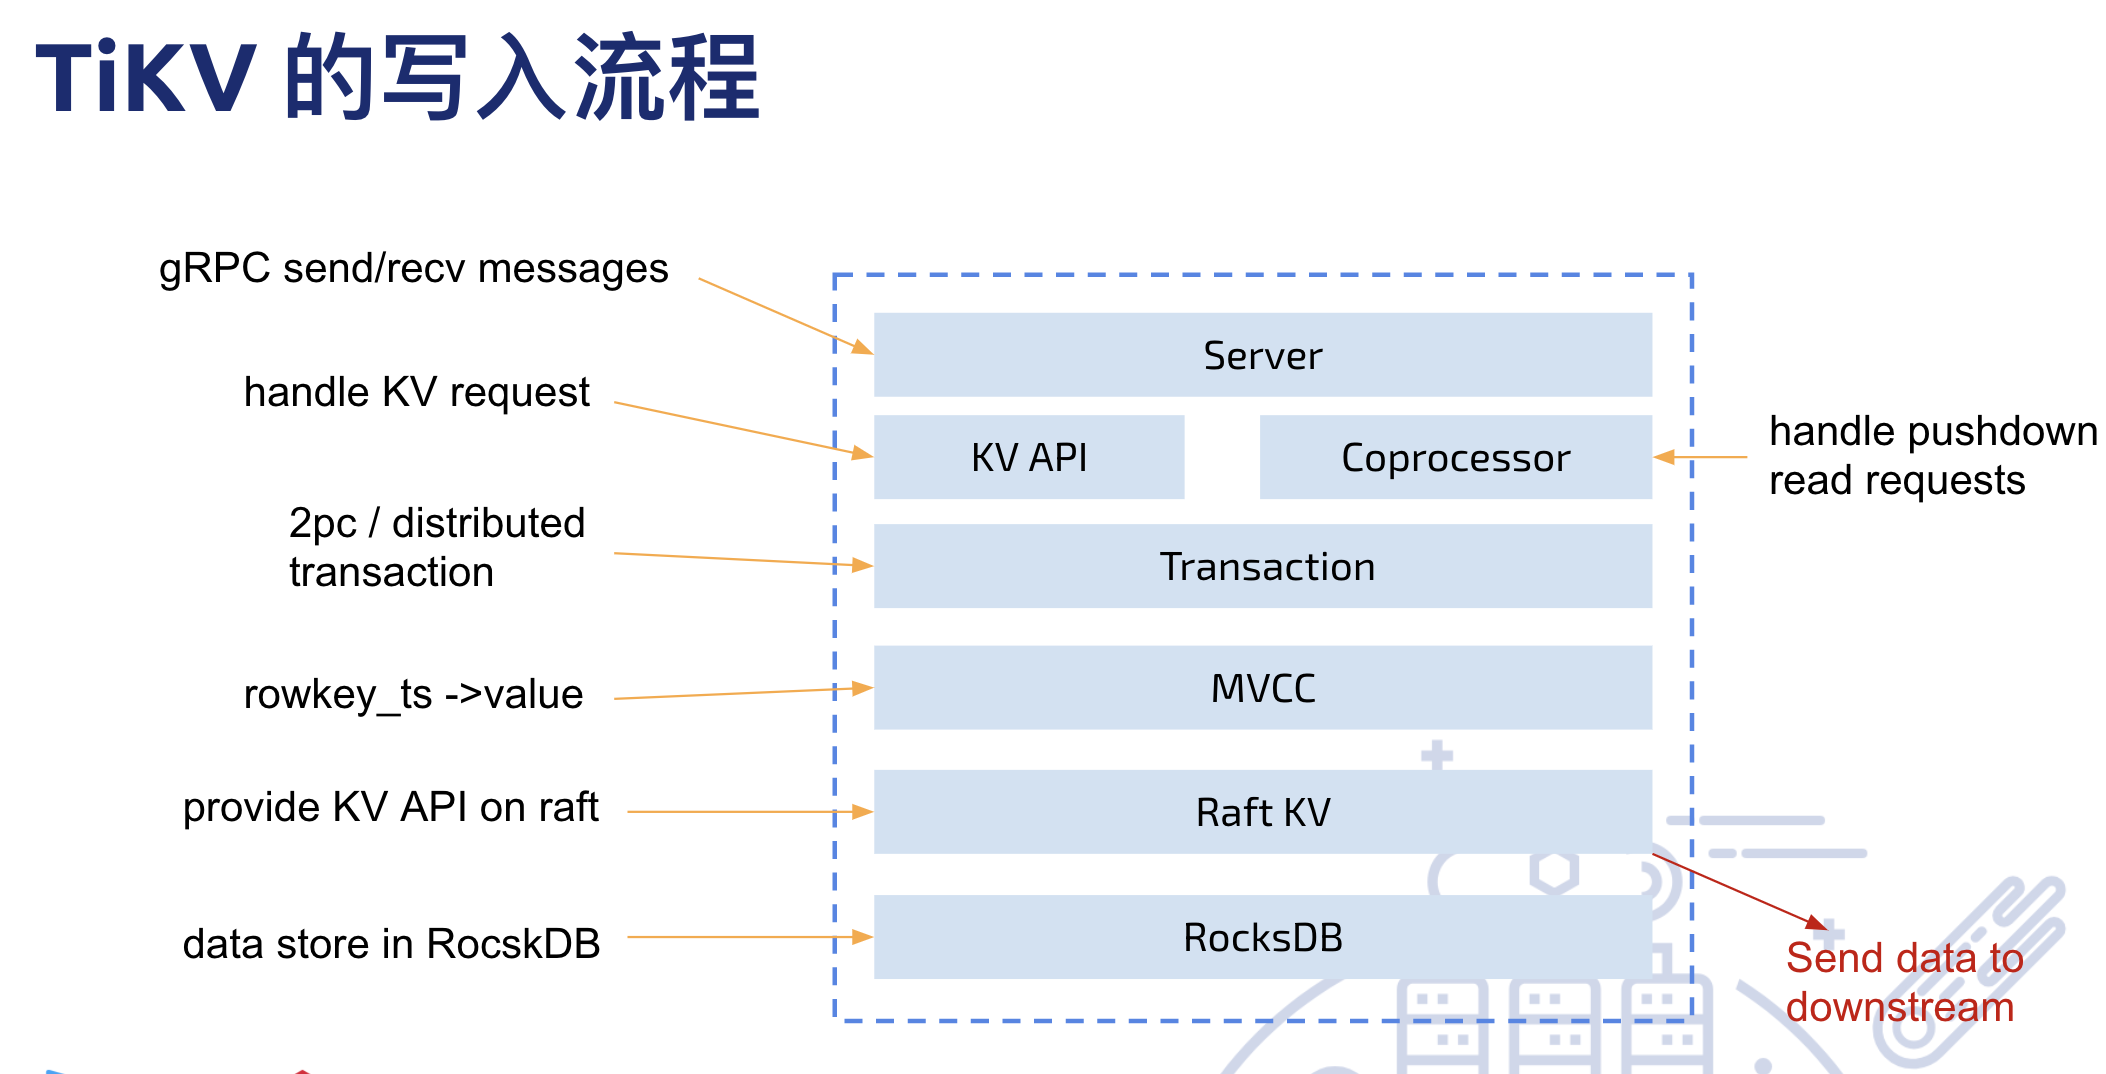 TiKV 的写入流程
gRPC send/recv messages
Server
handle KV request
KV API
Coprocessor
handle pushdown
read requests
2pc / distributed
transaction
Transaction
rowkey_ts ->value
MVCC
provide KV API on raft
Raft KV
data store in RocskDB
RocksDB
Send data to
downstream